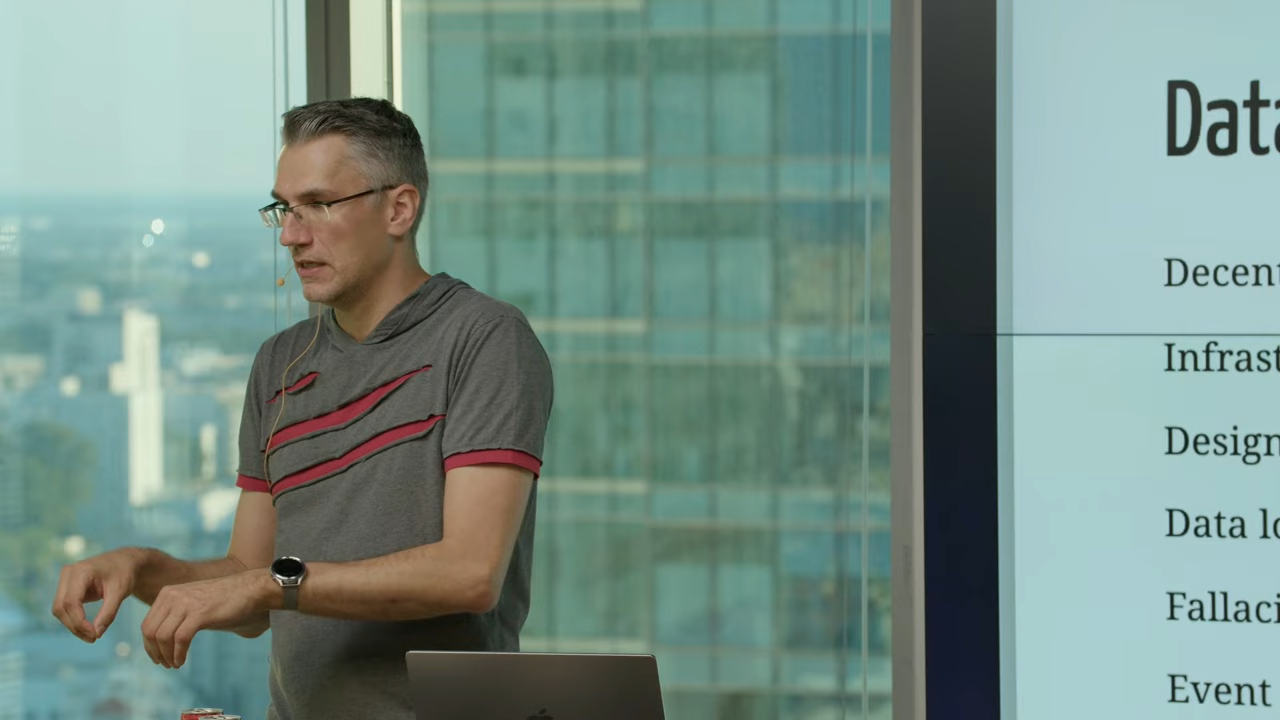 Data
Decent
Infrast
Design
Data lo
Fallaci
Event